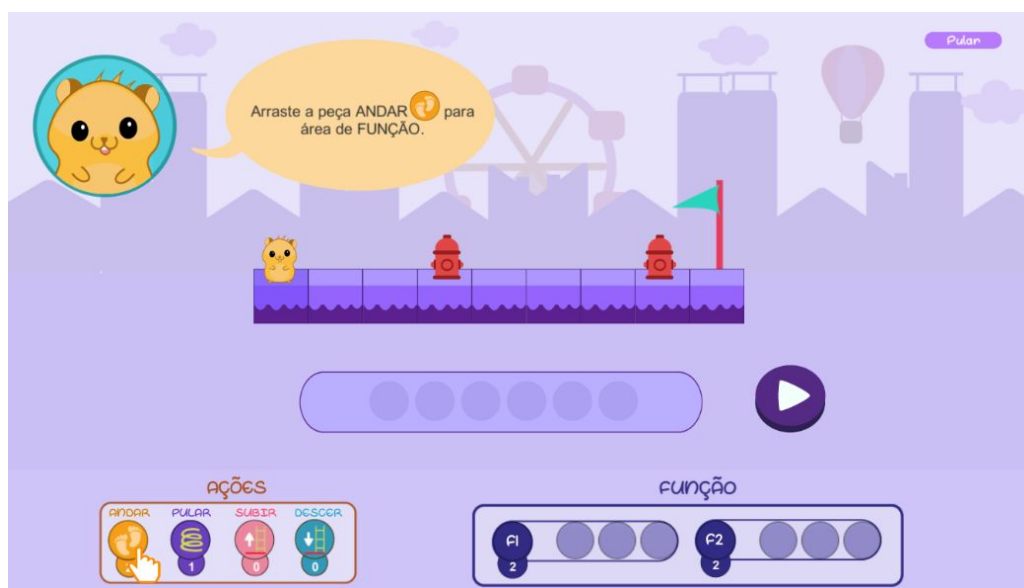 Pular
Arraste a peça ANDAR para
área de FUNÇÃO.
AÇÕES
ANDAR PULAR SUBIR DESCER
1 0 0
FUNÇÃO
F1 F2
2 2